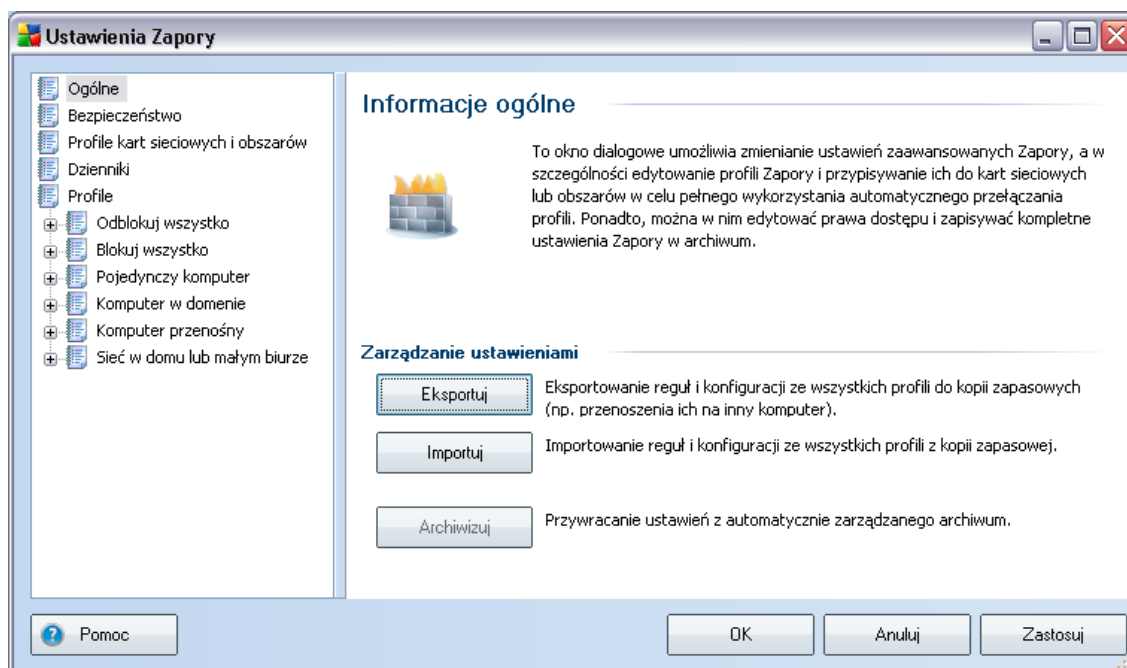 Ustawienia Zapory
Ogólne
Bezpieczeństwo
Profile kart sieciowych i obszarów
Dzienniki
Profile
Odblokuj wszystko
Blokuj wszystko
Pojedynczy komputer
Komputer w domenie
Komputer przenośny
Sieć w domu lub małym biurze
Informacje ogólne
To okno dialogowe umożliwia zmienianie ustawień zaawansowanych Zapory, a w
szczególności edytowanie profili Zapory i przypisywanie ich do kart sieciowych
lub obszarów w celu pełnego wykorzystania automatycznego przełączania
profili. Ponadto, można w nim edytować prawa dostępu i zapisywać kompletne
ustawienia Zapory w archiwum.
Zarządzanie ustawieniami
Eksportuj
Eksportowanie reguł i konfiguracji ze wszystkich profili do kopii zapasowych
(np. przenoszenia ich na inny komputer).
Importuj
Importowanie reguł i konfiguracji ze wszystkich profili z kopii zapasowej.
Archiwizuj
Przywracanie ustawień z automatycznie zarządzanego archiwum.
Pomoc
OK
Anuluj
Zastosuj